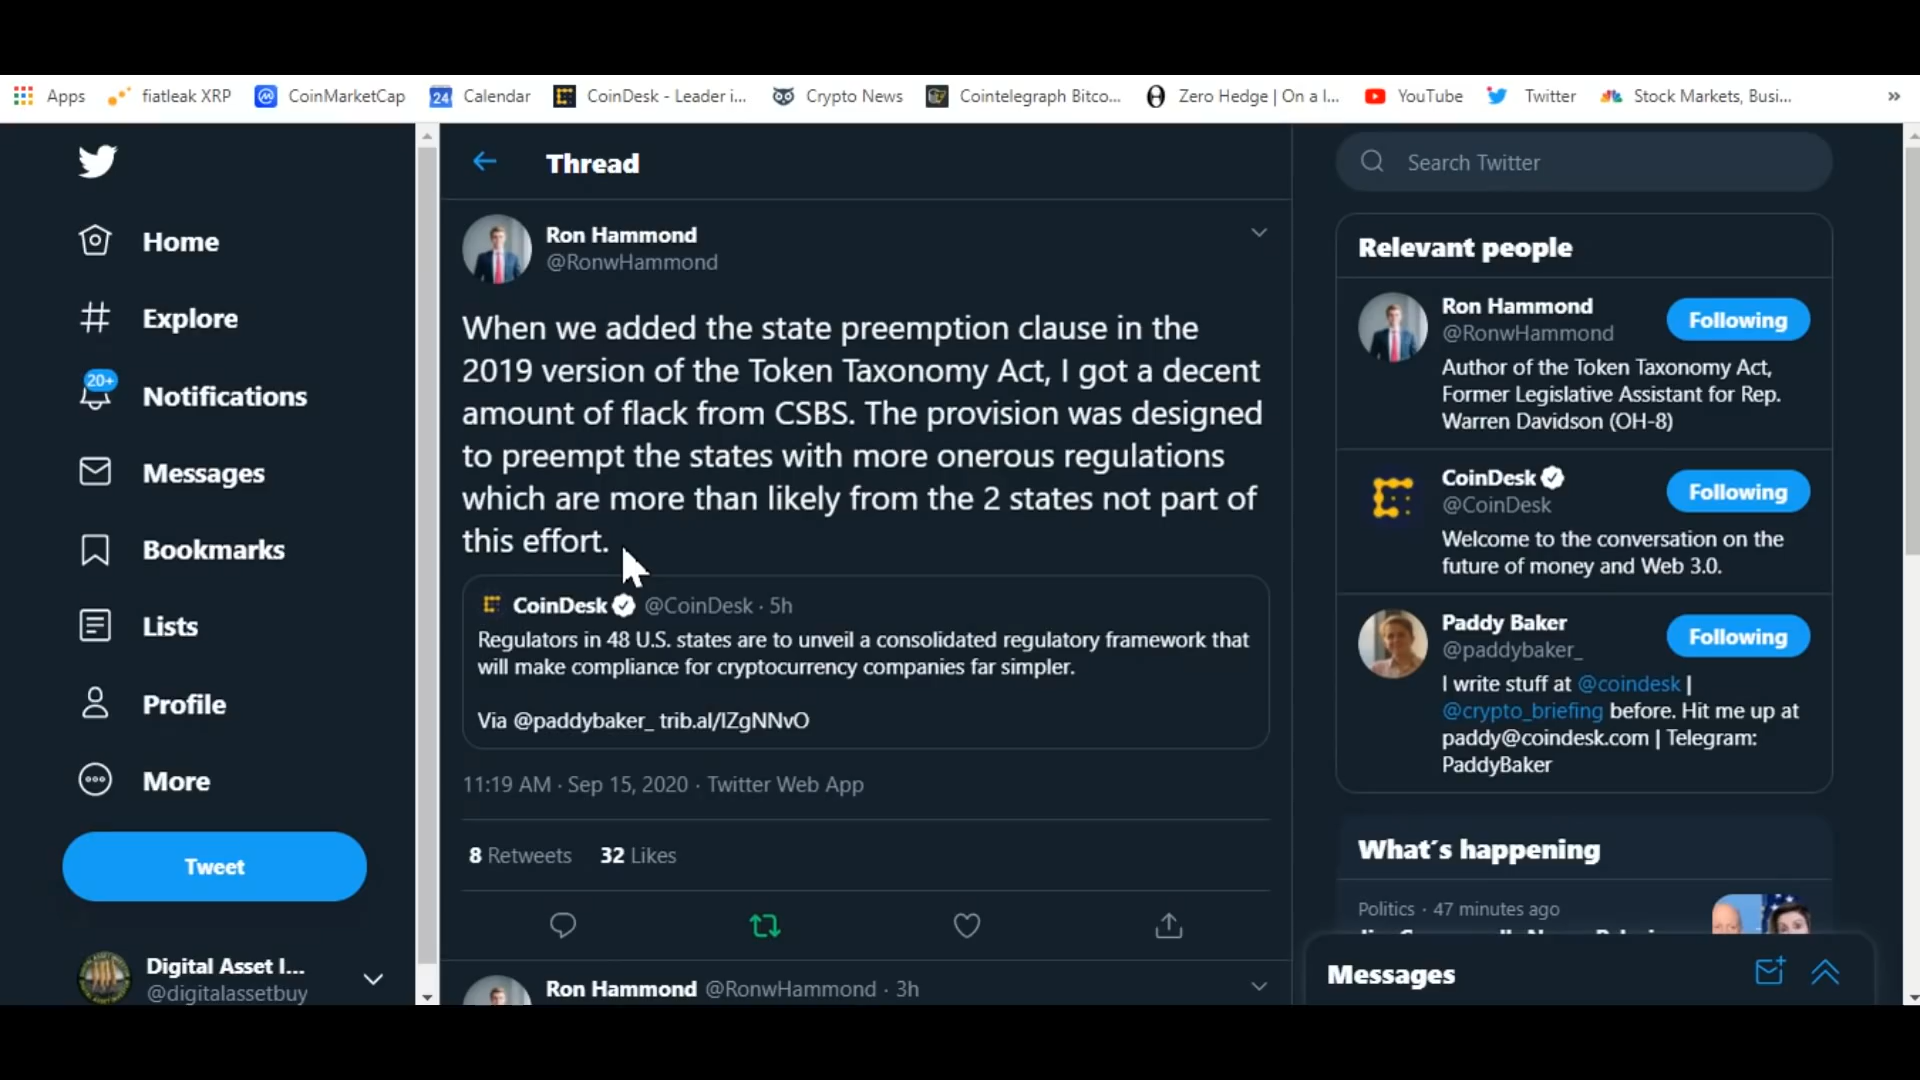 Apps fiatleak XRP CoinMarketCap 24 Calendar CoinDesk - Leader i... Crypto News Cointelegraph Bitco... Zero Hedge | On a l... YouTube Twitter Stock Markets, Busi... »
Home
Explore
20+
Notifications
Messages
Bookmarks
Lists
Profile
More
Tweet
Digital Asset I...
@digitalassetbuy
Thread
Ron Hammond
@RonwHammond
When we added the state preemption clause in the
2019 version of the Token Taxonomy Act, I got a decent
amount of flack from CSBS. The provision was designed
to preempt the states with more onerous regulations
which are more than likely from the 2 states not part of
this effort.
CoinDesk @CoinDesk · 5h
Regulators in 48 U.S. states are to unveil a consolidated regulatory framework that
will make compliance for cryptocurrency companies far simpler.
Via @paddybaker_ trib.al/IZgNNvO
11:19 AM · Sep 15, 2020 · Twitter Web App
8 Retweets 32 Likes
Ron Hammond @RonwHammond · 3h
Search Twitter
Relevant people
Ron Hammond
@RonwHammond
Following
Author of the Token Taxonomy Act,
Former Legislative Assistant for Rep.
Warren Davidson (OH-8)
CoinDesk
@CoinDesk
Following
Welcome to the conversation on the
future of money and Web 3.0.
Paddy Baker
@paddybaker_
Following
I write stuff at @coindesk |
@crypto_briefing before. Hit me up at
paddy@coindesk.com | Telegram:
PaddyBaker
What's happening
Politics · 47 minutes ago
Messages